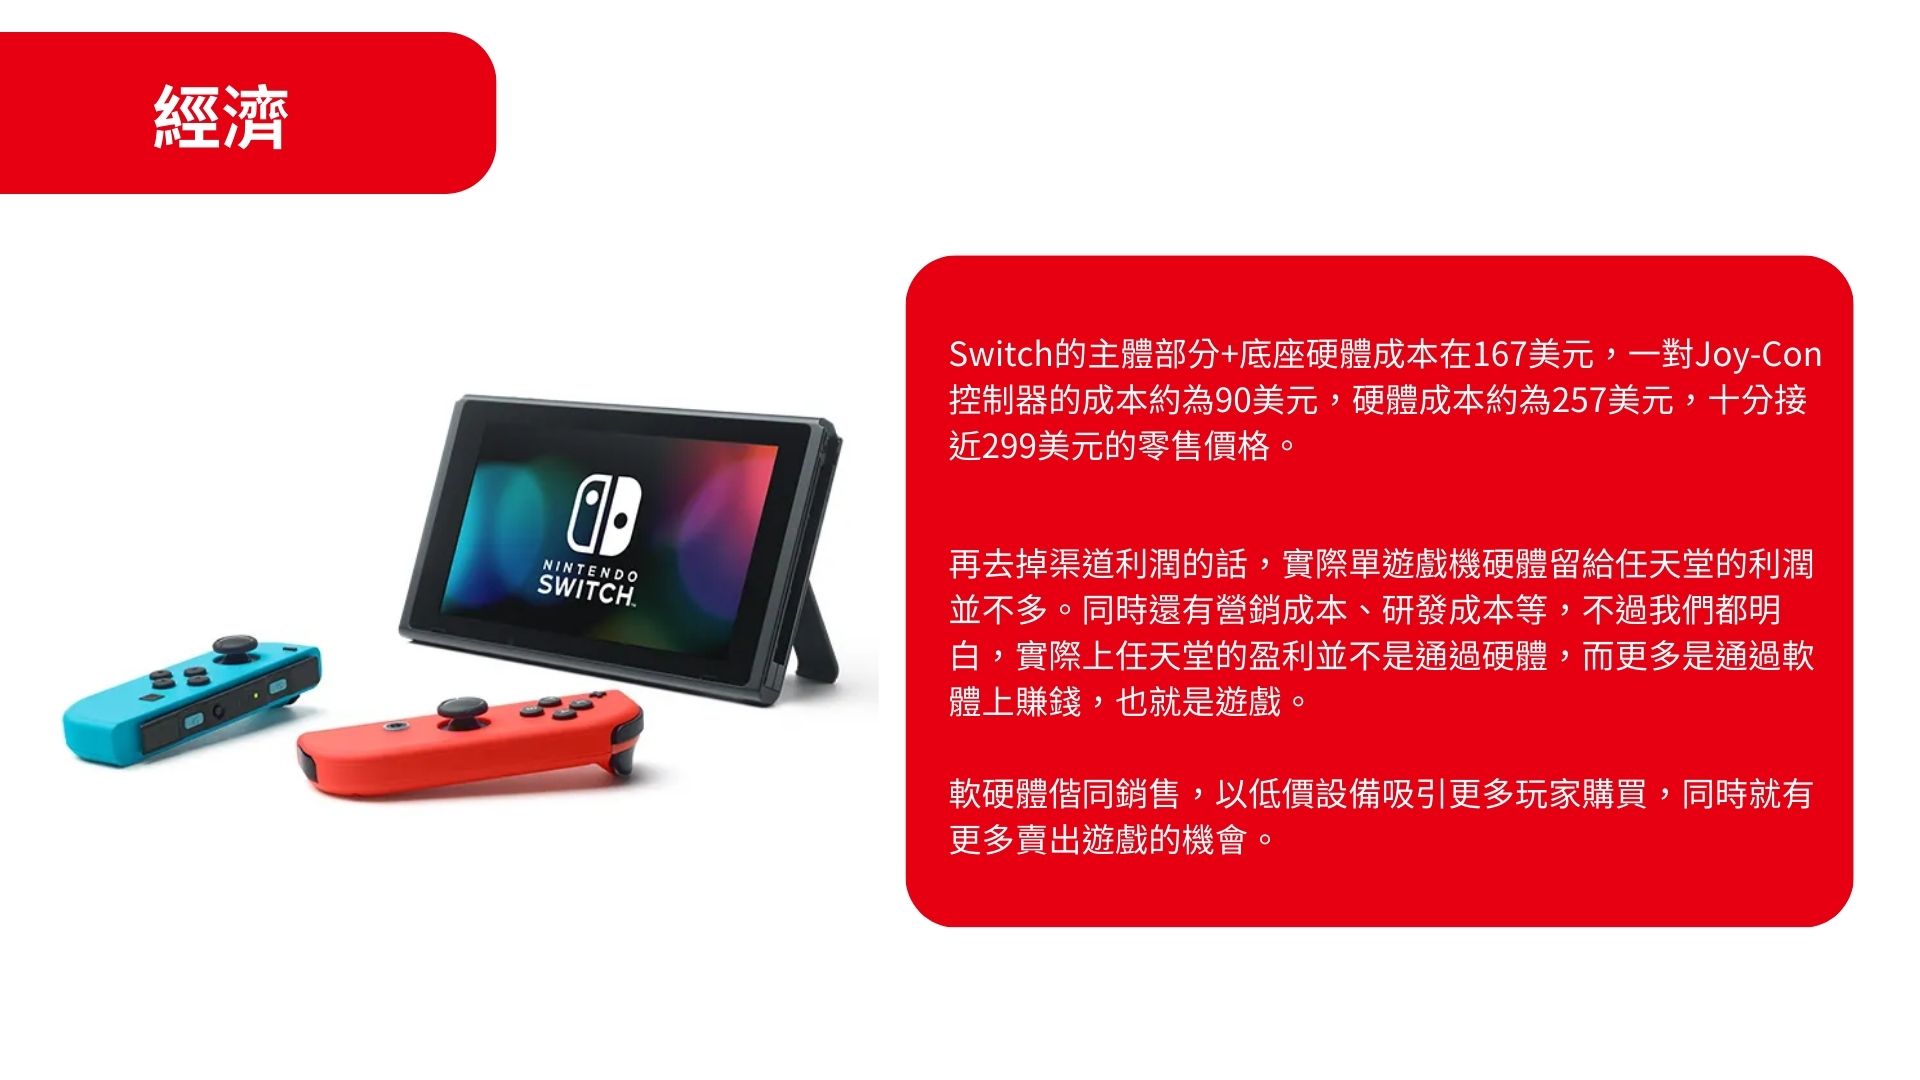 經濟
NINTENDO
SWITCH
Switch的主體部分+底座硬體成本在167美元，一對Joy-Con
控制器的成本約為90美元，硬體成本約為257美元，十分接
近299美元的零售價格。
再去掉渠道利潤的話，實際單遊戲機硬體留給任天堂的利潤
並不多。同時還有營銷成本、研發成本等，不過我們都明
白，實際上任天堂的盈利並不是通過硬體，而更多是通過軟
體上賺錢，也就是遊戲。
軟硬體偕同銷售，以低價設備吸引更多玩家購買，同時就有
更多賣出遊戲的機會。